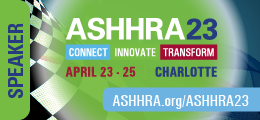 SPEAKER
ASHHRA23
CONNECT INNOVATE TRANSFORM
APRIL 23 - 25 CHARLOTTE
ASHHRA.org/ASHHRA23